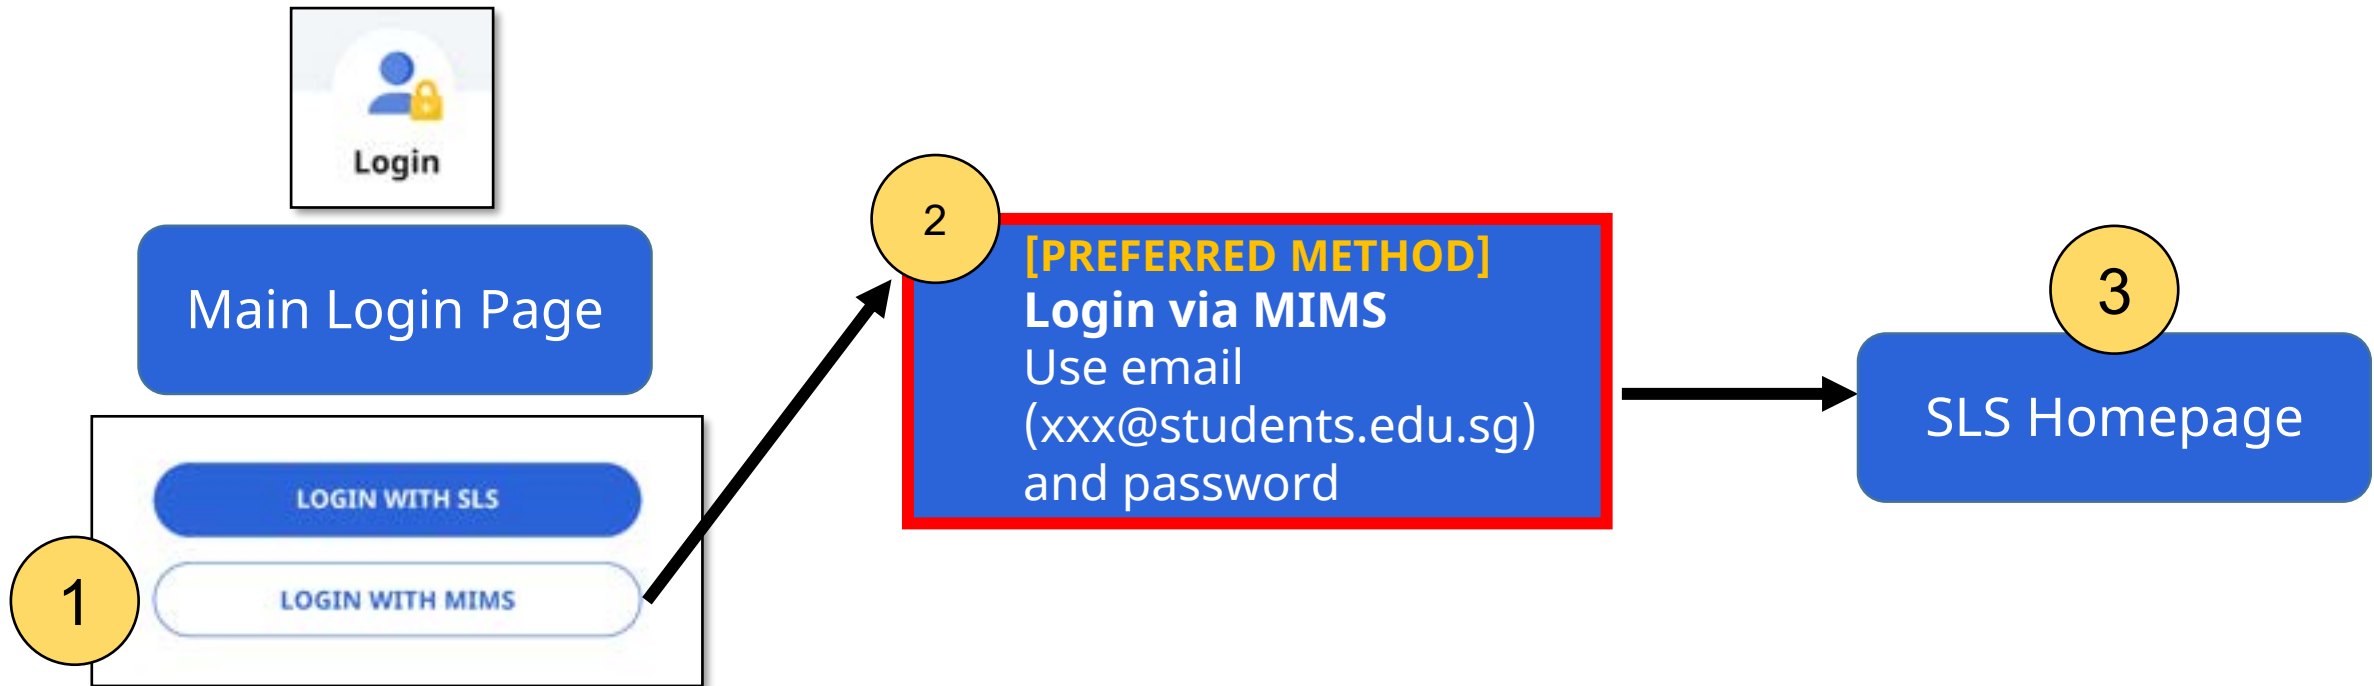 Login
Main Login Page
LOGIN WITH SLS
1
LOGIN WITH MIMS
2
[PREFERRED METHOD]
Login via MIMS
Use email
(xxx@students.edu.sg)
and password
3
SLS Homepage